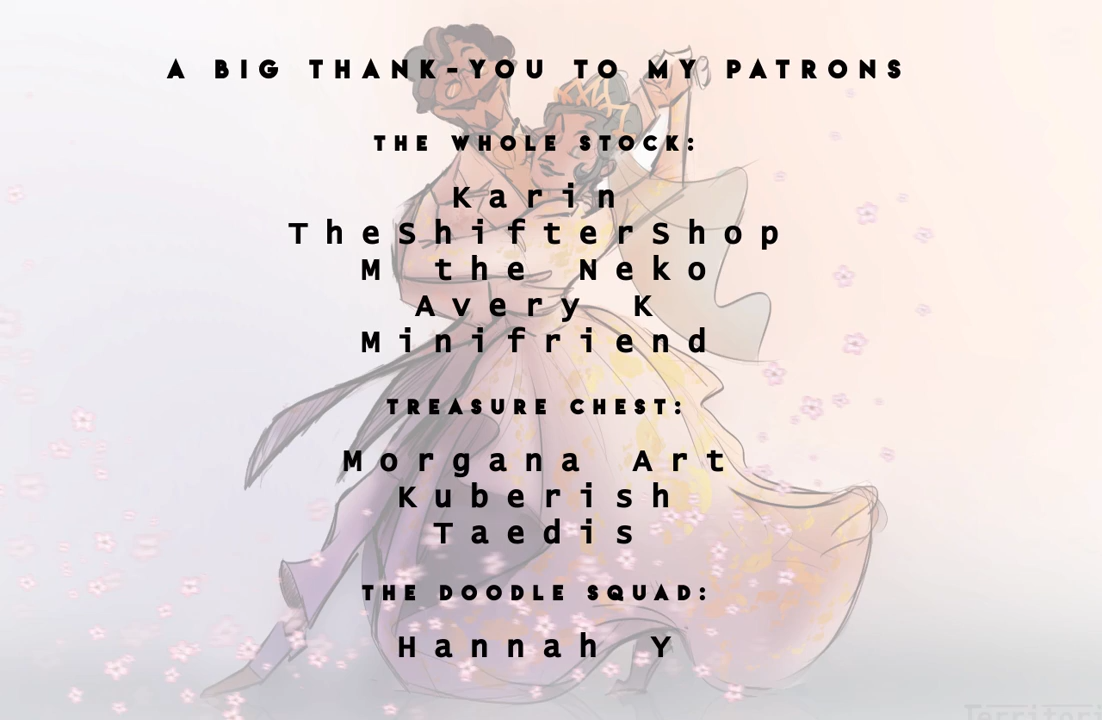 A BIG THANK-YOU TO MY PATRONS
THE WHOLE STOCK:
Karin
TheShifterShop
M the Neko
Avery K
Minifriend
TREASURE CHEST:
Morgana Art
Kuberish
Taedis
THE DOODLE SQUAD:
Hannah Y